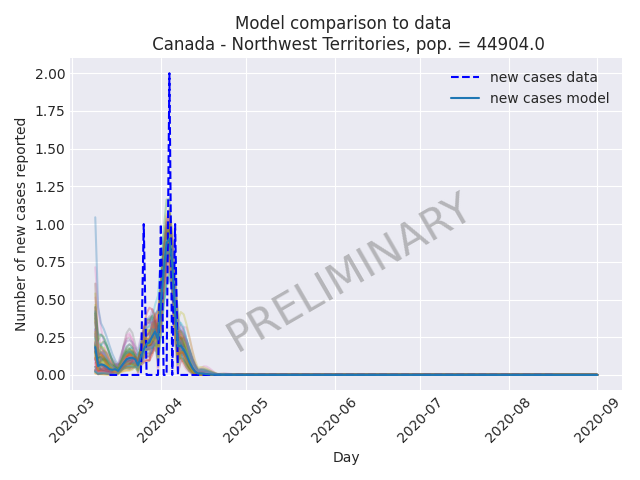 Model comparison to data
Canada - Northwest Territories, pop. = 44904.0
new cases data
new cases model
Number of new cases reported
2.00
1.75
1.50
1.25
1.00
0.75
0.50
0.25
0.00
PRELIMINARY
2020-03
2020-04
2020-05
2020-06
2020-07
2020-08
2020-09
Day